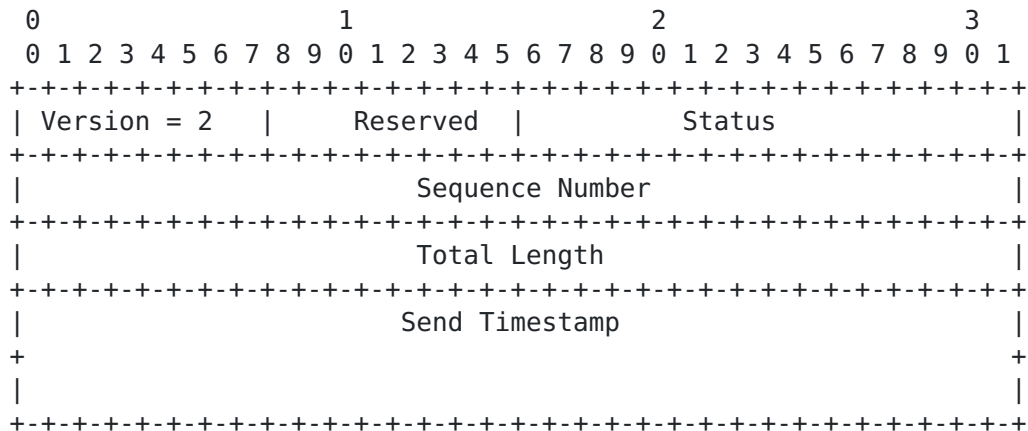 0                   1                   2                   3
 0 1 2 3 4 5 6 7 8 9 0 1 2 3 4 5 6 7 8 9 0 1 2 3 4 5 6 7 8 9 0 1
+-+-+-+-+-+-+-+-+-+-+-+-+-+-+-+-+-+-+-+-+-+-+-+-+-+-+-+-+-+-+-+-+
| Version = 2   |     Reserved  |          Status               |
+-+-+-+-+-+-+-+-+-+-+-+-+-+-+-+-+-+-+-+-+-+-+-+-+-+-+-+-+-+-+-+-+
|                         Sequence Number                       |
+-+-+-+-+-+-+-+-+-+-+-+-+-+-+-+-+-+-+-+-+-+-+-+-+-+-+-+-+-+-+-+-+
|                         Total Length                          |
+-+-+-+-+-+-+-+-+-+-+-+-+-+-+-+-+-+-+-+-+-+-+-+-+-+-+-+-+-+-+-+-+
|                        Send Timestamp                         |
+                                                               +
|                                                               |
+-+-+-+-+-+-+-+-+-+-+-+-+-+-+-+-+-+-+-+-+-+-+-+-+-+-+-+-+-+-+-+-+